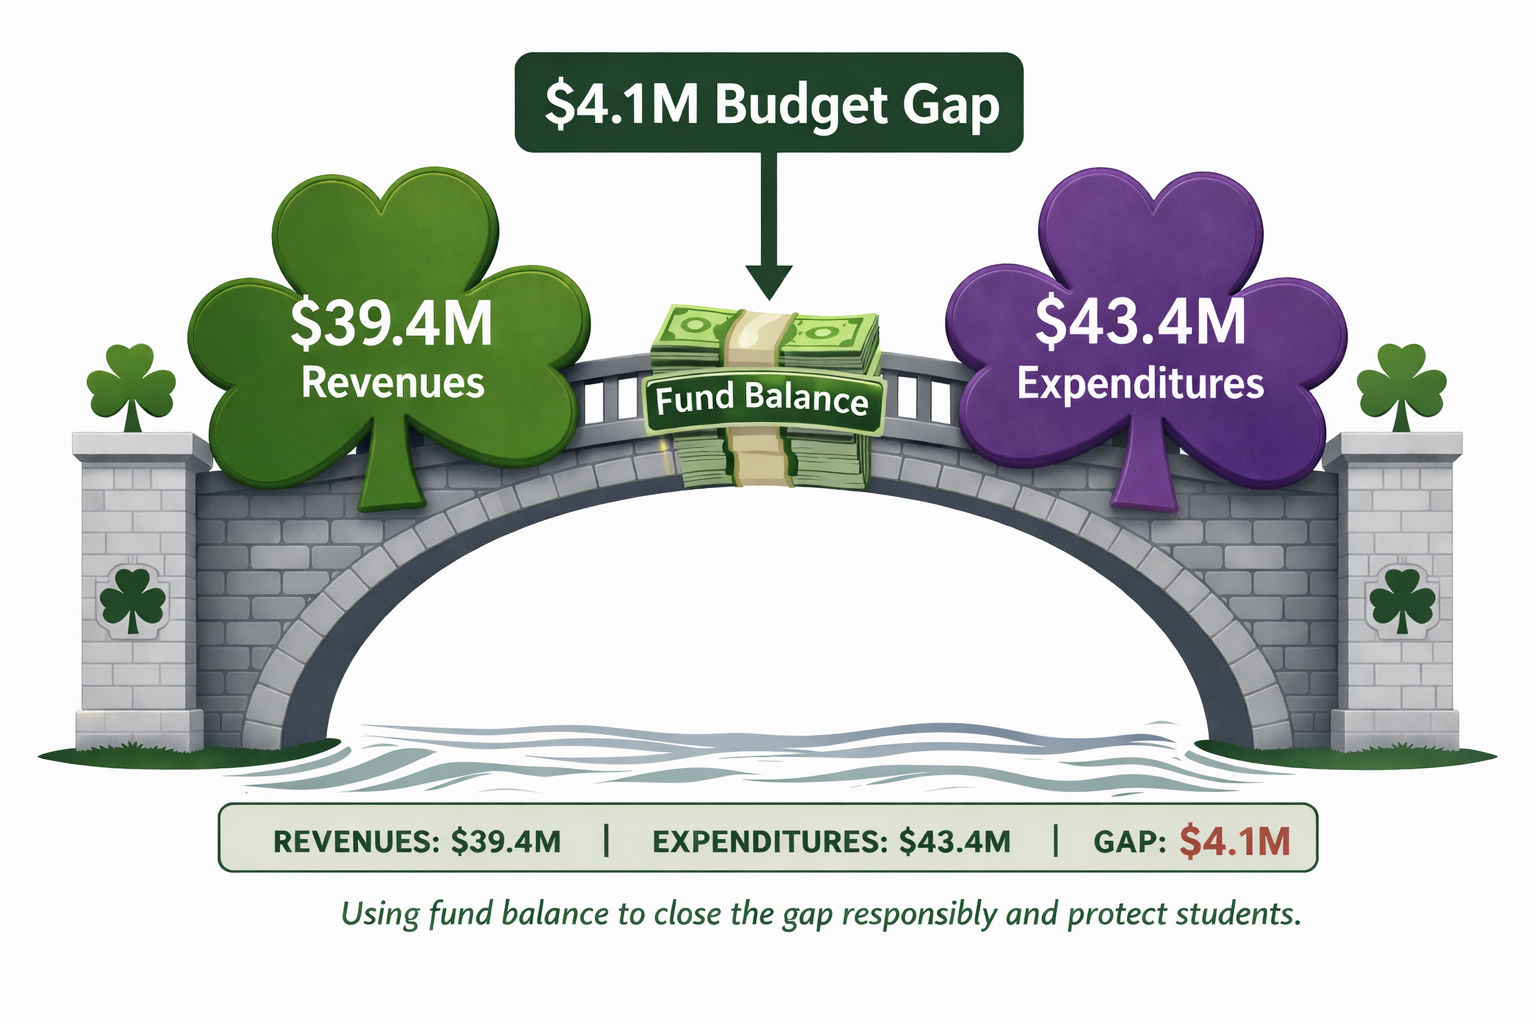 $4.1M Budget Gap
$39.4M
Revenues
Fund Balance
$43.4M
Expenditures
REVENUES: $39.4M | EXPENDITURES: $43.4M | GAP: $4.1M
Using fund balance to close the gap responsibly and protect students.